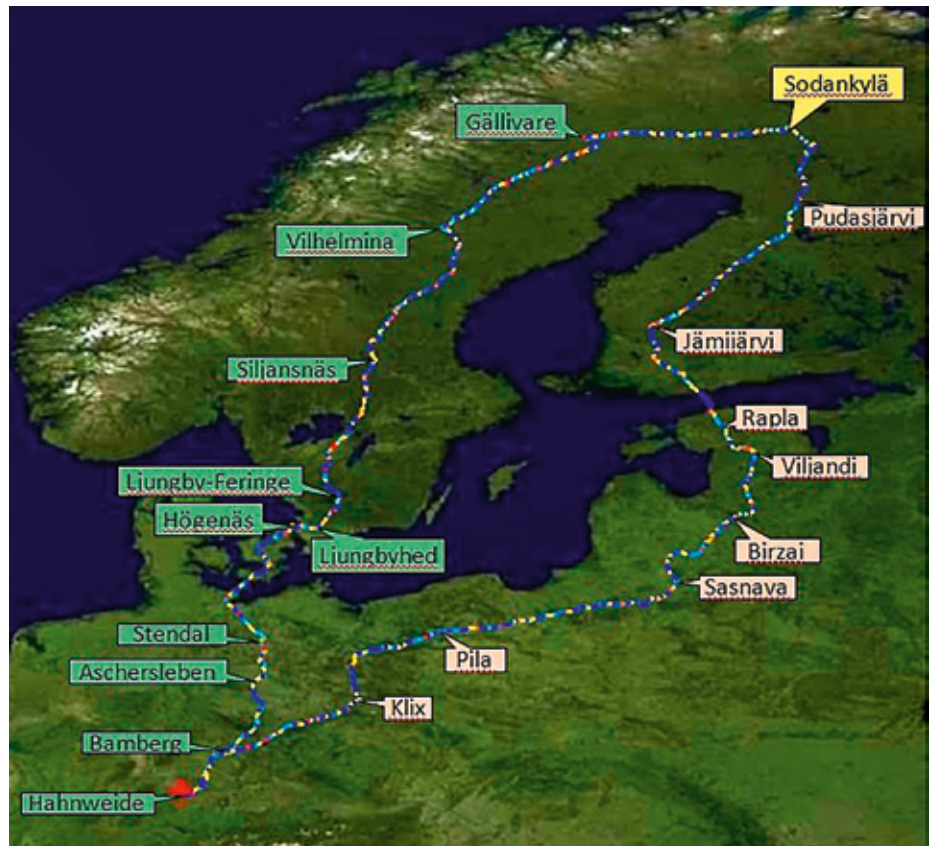 Sodankylä
Gällivare
Pudasjärvi
Vilhelmina
Jämijärvi
Siljansnäs
Rapla
Viljandi
Ljungby-Feringe
Högenäs
Ljungbyhed
Birzai
Sasnava
Stendal
Pila
Aschersleben
Klix
Bamberg
Hahnweide